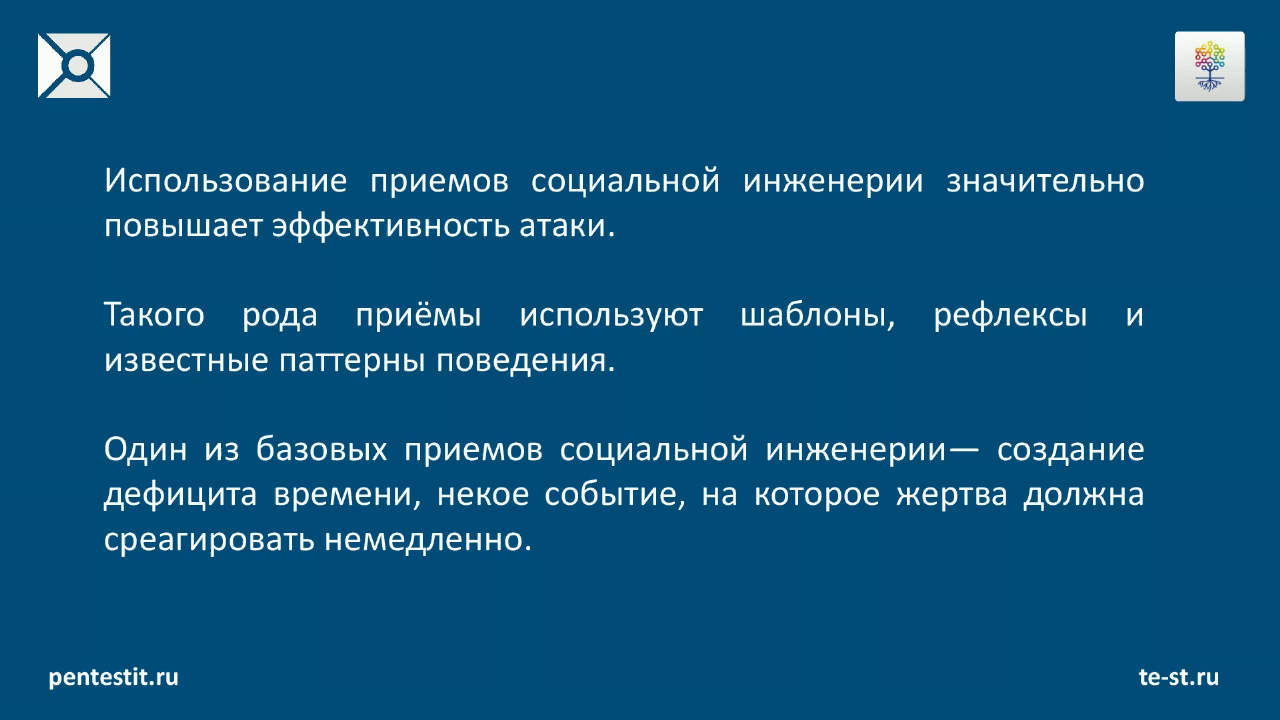 Использование приемов социальной инженерии значительно
повышает эффективность атаки.
Такого рода приёмы используют шаблоны, рефлексы и
известные паттерны поведения.
Один из базовых приемов социальной инженерии— создание
дефицита времени, некое событие, на которое жертва должна
среагировать немедленно.
pentestit.ru
te-st.ru